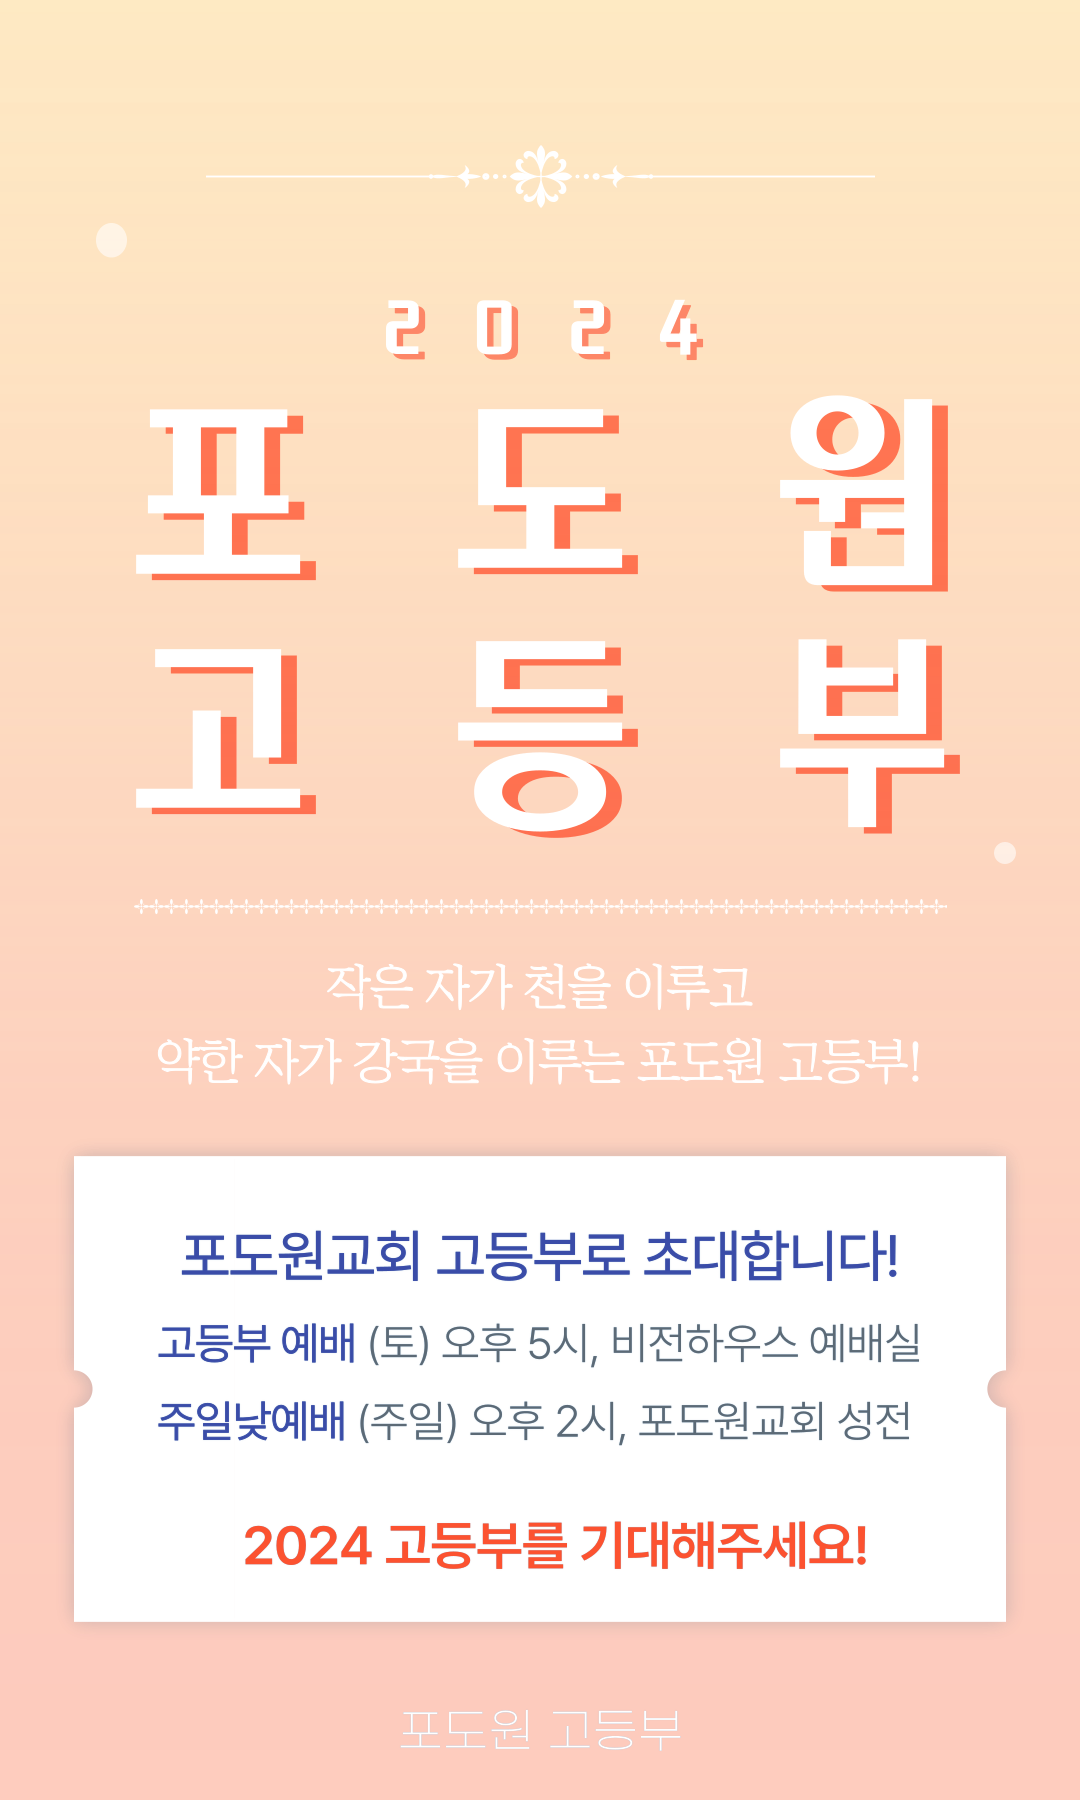 2024
포도원
고등부
작은 자가 천을 이루고
약한 자가 강국을 이루는 포도원 고등부!
포도원교회 고등부로 초대합니다!
고등부 예배 (토) 오후 5시, 비전하우스 예배실
주일낮예배 (주일) 오후 2시, 포도원교회 성전
2024 고등부를 기대해주세요!
포도원 고등부